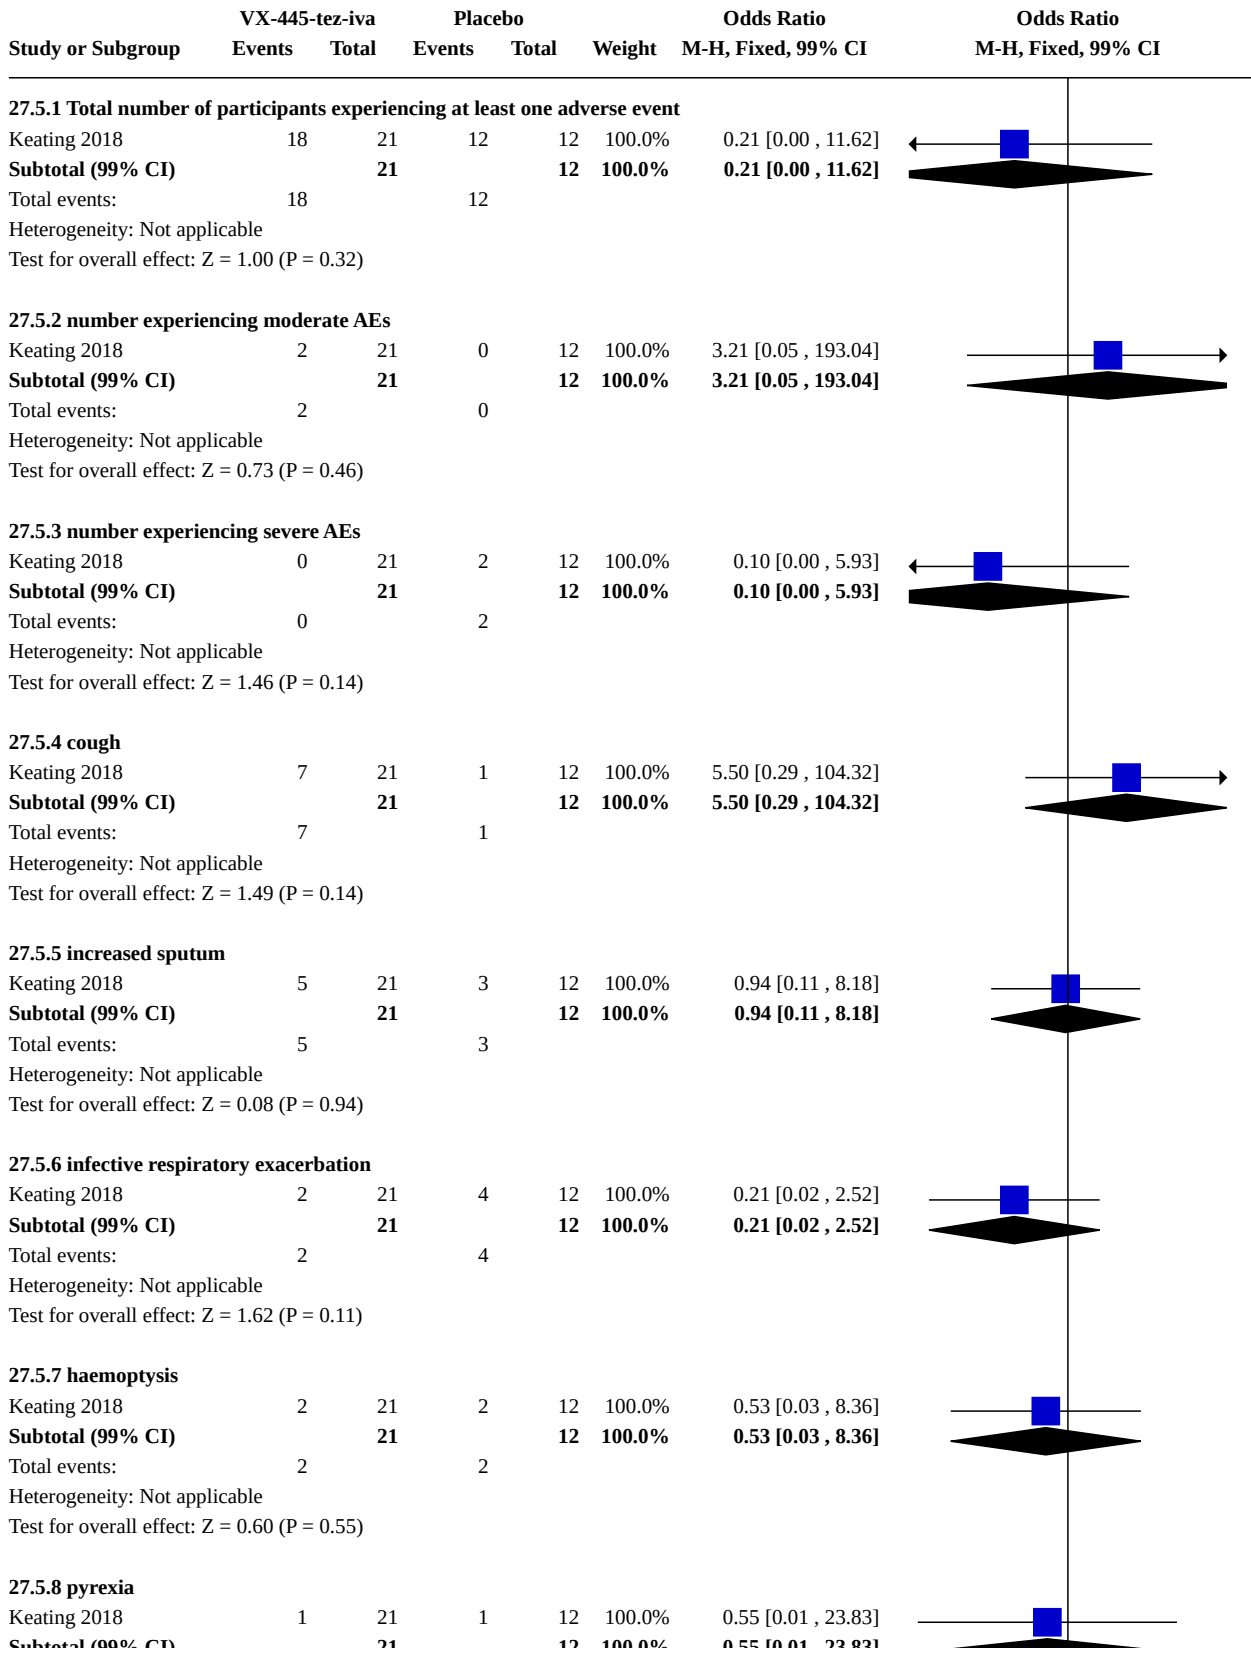 VX-445-tez-iva Placebo Odds Ratio Odds Ratio
Study or Subgroup Events Total Events Total Weight M-H, Fixed, 99% CI M-H, Fixed, 99% CI
27.5.1 Total number of participants experiencing at least one adverse event
Keating 2018 18 21 12 12 100.0% 0.21 [0.00 , 11.62]
Subtotal (99% CI) 21 12 100.0% 0.21 [0.00 , 11.62]
Total events: 18 12
Heterogeneity: Not applicable
Test for overall effect: Z = 1.00 (P = 0.32)
27.5.2 number experiencing moderate AEs
Keating 2018 2 21 0 12 100.0% 3.21 [0.05 , 193.04]
Subtotal (99% CI) 21 12 100.0% 3.21 [0.05 , 193.04]
Total events: 2 0
Heterogeneity: Not applicable
Test for overall effect: Z = 0.73 (P = 0.46)
27.5.3 number experiencing severe AEs
Keating 2018 0 21 2 12 100.0% 0.10 [0.00 , 5.93]
Subtotal (99% CI) 21 12 100.0% 0.10 [0.00 , 5.93]
Total events: 0 2
Heterogeneity: Not applicable
Test for overall effect: Z = 1.46 (P = 0.14)
27.5.4 cough
Keating 2018 7 21 1 12 100.0% 5.50 [0.29 , 104.32]
Subtotal (99% CI) 21 12 100.0% 5.50 [0.29 , 104.32]
Total events: 7 1
Heterogeneity: Not applicable
Test for overall effect: Z = 1.49 (P = 0.14)
27.5.5 increased sputum
Keating 2018 5 21 3 12 100.0% 0.94 [0.11 , 8.18]
Subtotal (99% CI) 21 12 100.0% 0.94 [0.11 , 8.18]
Total events: 5 3
Heterogeneity: Not applicable
Test for overall effect: Z = 0.08 (P = 0.94)
27.5.6 infective respiratory exacerbation
Keating 2018 2 21 4 12 100.0% 0.21 [0.02 , 2.52]
Subtotal (99% CI) 21 12 100.0% 0.21 [0.02 , 2.52]
Total events: 2 4
Heterogeneity: Not applicable
Test for overall effect: Z = 1.62 (P = 0.11)
27.5.7 haemoptysis
Keating 2018 2 21 2 12 100.0% 0.53 [0.03 , 8.36]
Subtotal (99% CI) 21 12 100.0% 0.53 [0.03 , 8.36]
Total events: 2 2
Heterogeneity: Not applicable
Test for overall effect: Z = 0.60 (P = 0.55)
27.5.8 pyrexia
Keating 2018 1 21 1 12 100.0% 0.55 [0.01 , 23.83]
Subtotal (99% CI) 21 12 100.0% 0.55 [0.01 , 23.83]